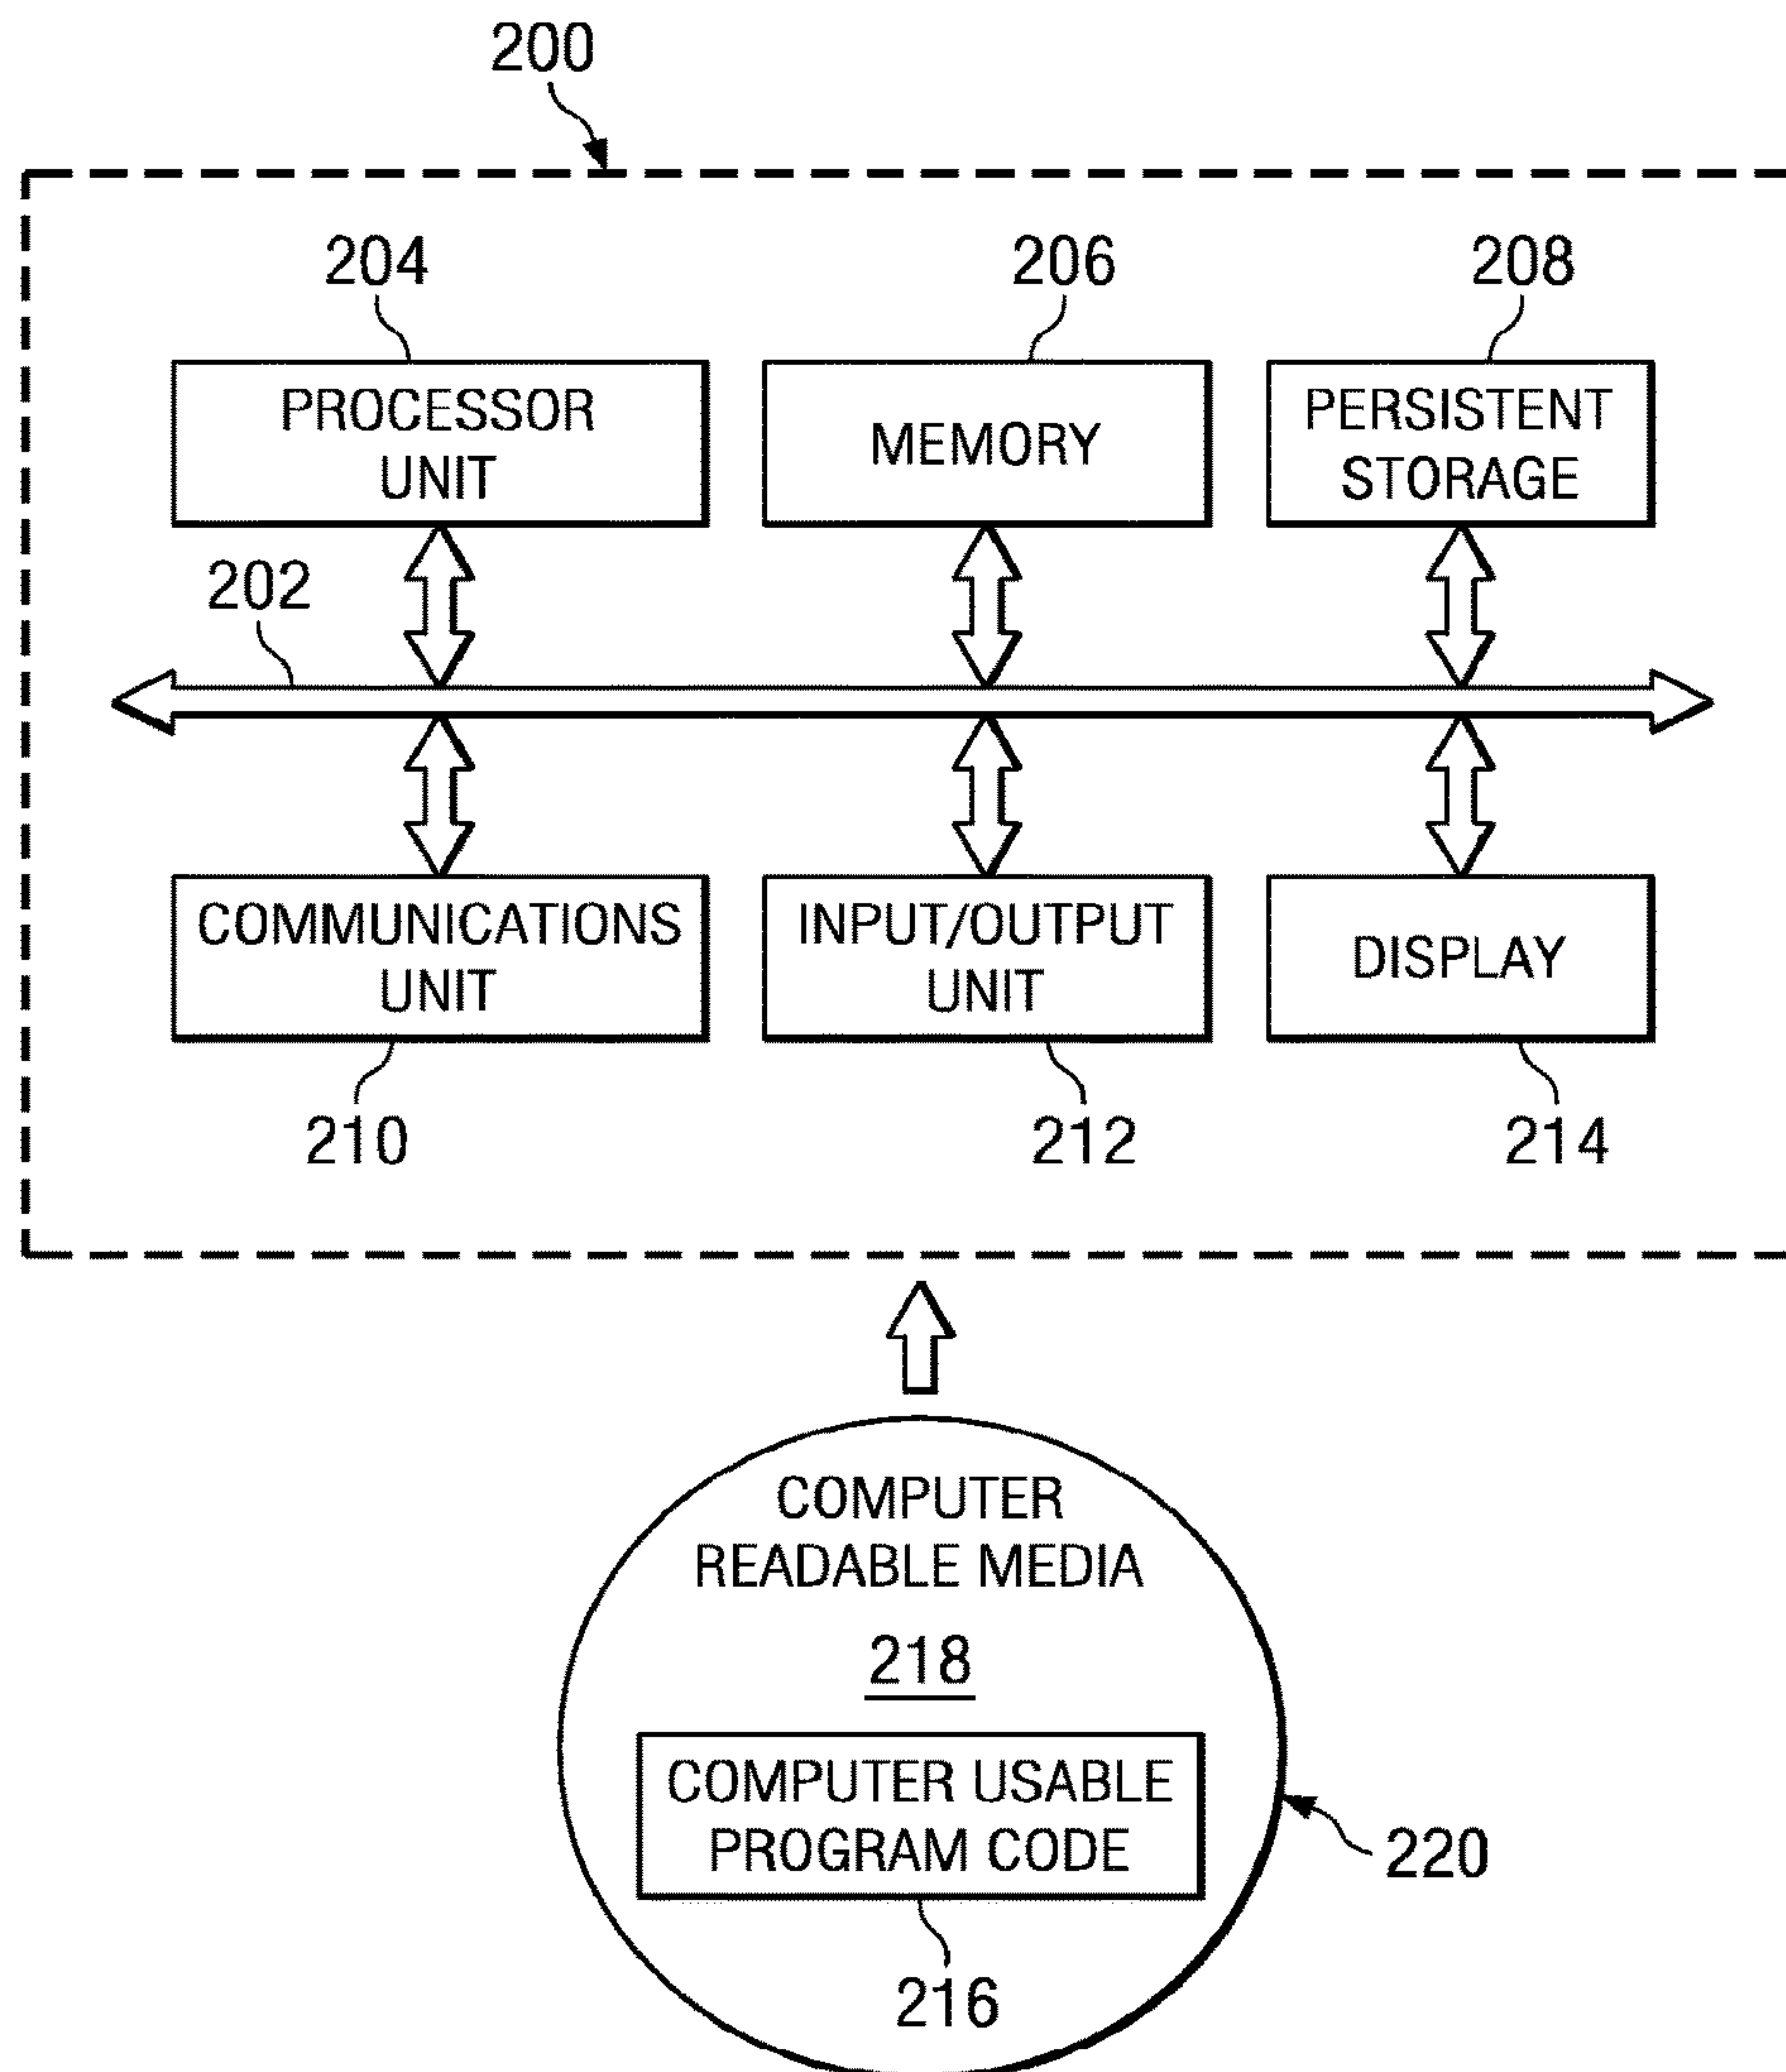 200
204
206
208
PROCESSOR
UNIT
MEMORY
PERSISTENT
STORAGE
202
COMMUNICATIONS
UNIT
INPUT/OUTPUT
UNIT
DISPLAY
210
212
214
COMPUTER
READABLE MEDIA
218
COMPUTER USABLE
PROGRAM CODE
220
216